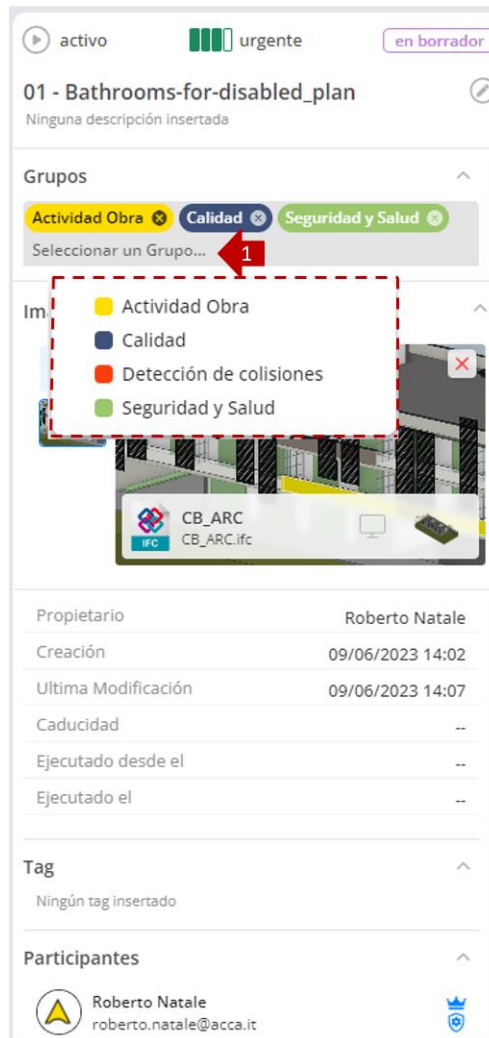 activo urgente en borrador
01 - Bathrooms-for-disabled_plan
Ninguna descripción insertada
Grupos
Actividad Obra Calidad Seguridad y Salud
Seleccionar un Grupo... 1
Im
Actividad Obra
Calidad
Detección de colisiones
Seguridad y Salud
CB_ARC
IFC CB_ARC.ifc
Propietario Roberto Natale
Creación 09/06/2023 14:02
Ultima Modificación 09/06/2023 14:07
Caducidad --
Ejecutado desde el --
Ejecutado el --
Tag
Ningún tag insertado
Participantes
Roberto Natale
roberto.natale@acca.it